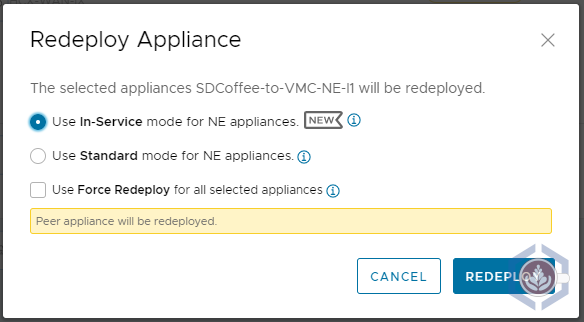 Redeploy Appliance
The selected appliances SDCoffee-to-VMC-NE-I1 will be redeployed.
Use In-Service mode for NE appliances. NEW
Use Standard mode for NE appliances.
Use Force Redeploy for all selected appliances
Peer appliance will be redeployed.
CANCEL REDEPLOY